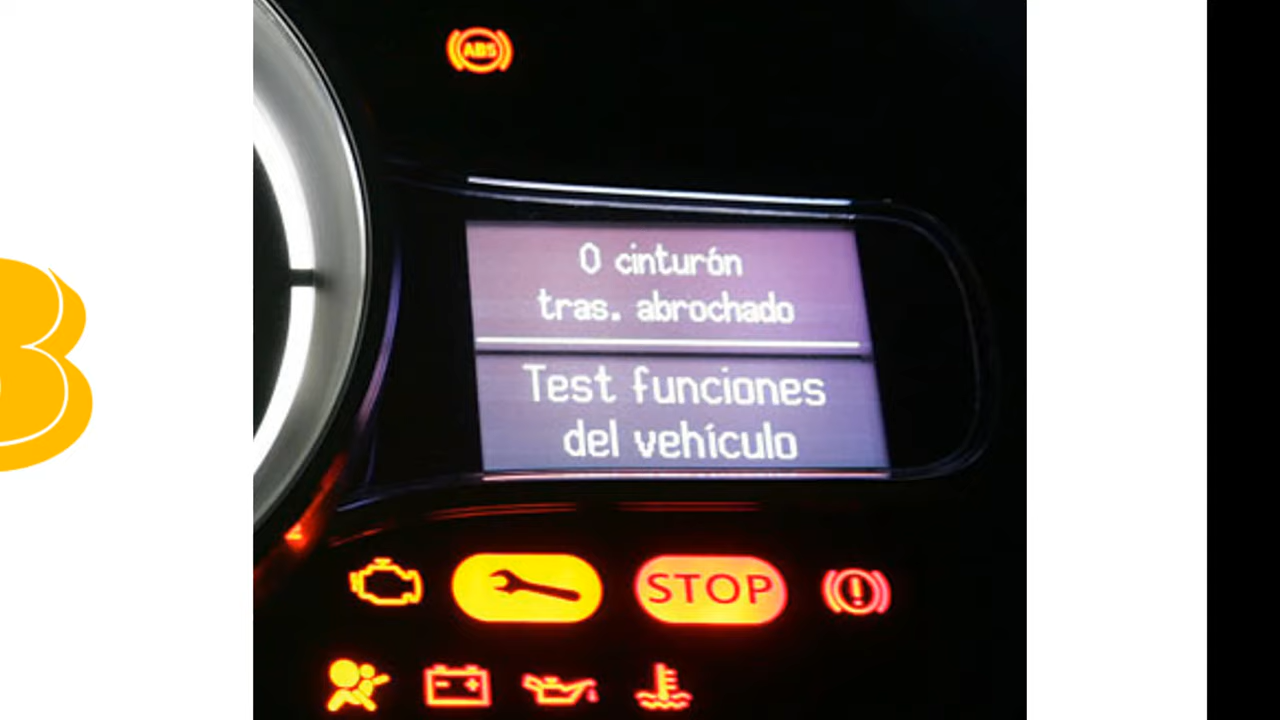 ABS
0 cinturón
tras. abrochado
Test funciones
del vehículo
STOP